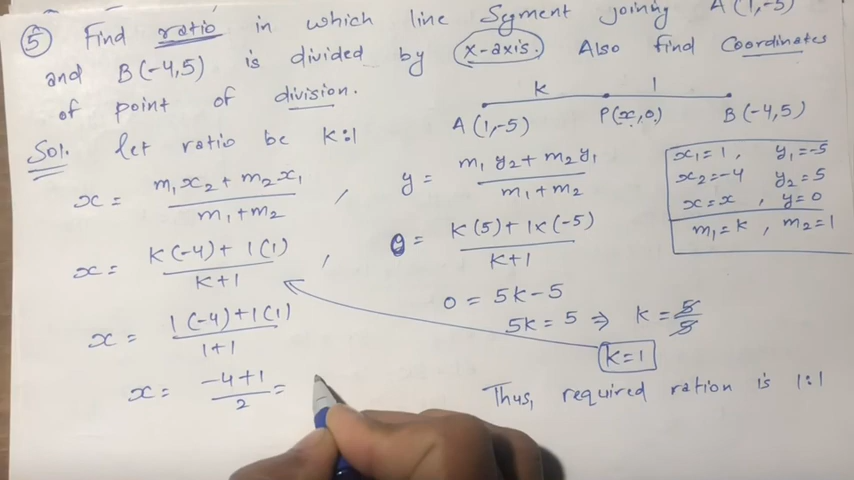 ⑤ Find ratio in which line Segment joining A(1,-5)
and B(-4,5) is divided by x-axis. Also find Coordinates
of point of division.
k 1
A(1,-5) P(x,0) B(-4,5)
Sol. let ratio be K:1
x = m₁x₂ + m₂x₁ / m₁+m₂ , y = m₁y₂ + m₂y₁ / m₁+m₂
x₁=1, y₁=-5
x₂=-4 y₂=5
x=x, y=0
m₁=k, m₂=1
x = K(-4)+ 1(1) / K+1 , 0 = K(5)+1x(-5) / K+1
0 = 5K-5
5K = 5 ⇒ K = 5/5
K=1
x = 1(-4)+1(1) / 1+1
x = -4+1 / 2 =
Thus, required ration is 1:1